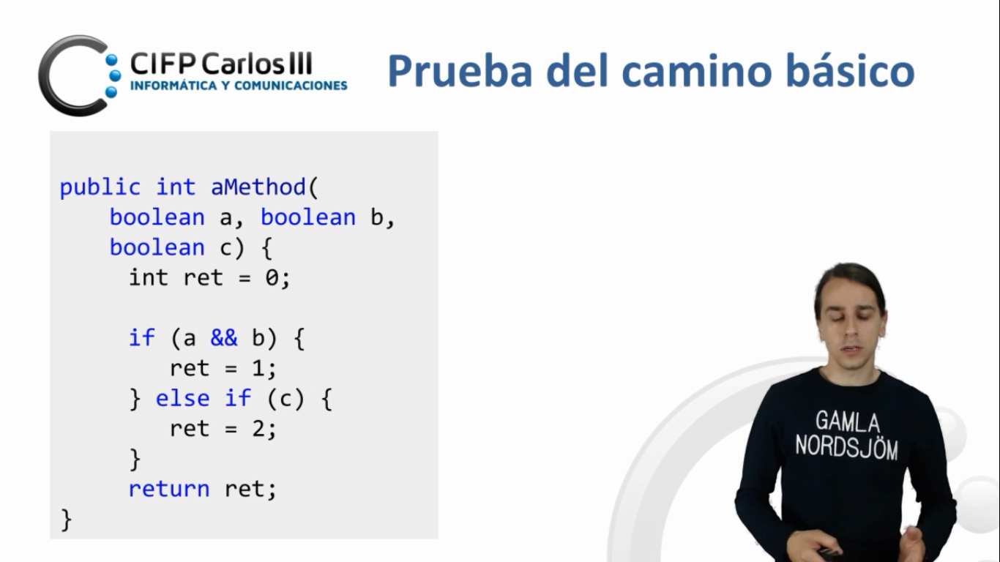 CIFP Carlos III
INFORMÁTICA Y COMUNICACIONES
Prueba del camino básico
public int aMethod(
boolean a, boolean b,
boolean c) {
int ret = 0;
if (a && b) {
ret = 1;
} else if (c) {
ret = 2;
}
return ret;
}
GAMLA
NORDSJÖM